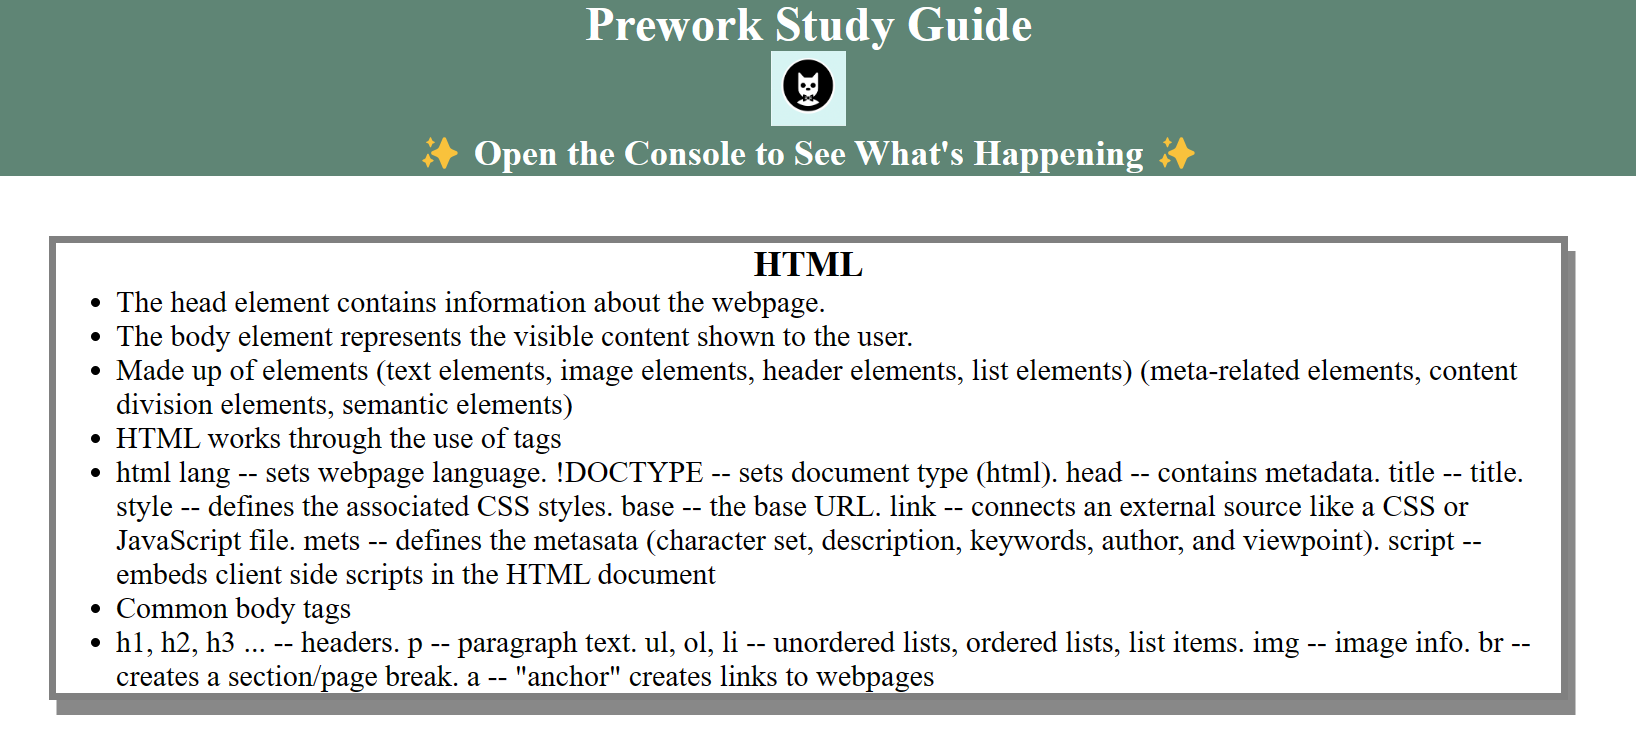 Prework Study Guide
✨ Open the Console to See What's Happening ✨
HTML
• The head element contains information about the webpage.
• The body element represents the visible content shown to the user.
• Made up of elements (text elements, image elements, header elements, list elements) (meta-related elements, content
division elements, semantic elements)
• HTML works through the use of tags
• html lang -- sets webpage language. !DOCTYPE -- sets document type (html). head -- contains metadata. title -- title.
style -- defines the associated CSS styles. base -- the base URL. link -- connects an external source like a CSS or
JavaScript file. mets -- defines the metasata (character set, description, keywords, author, and viewpoint). script --
embeds client side scripts in the HTML document
• Common body tags
• h1, h2, h3 ... -- headers. p -- paragraph text. ul, ol, li -- unordered lists, ordered lists, list items. img -- image info. br --
creates a section/page break. a -- "anchor" creates links to webpages